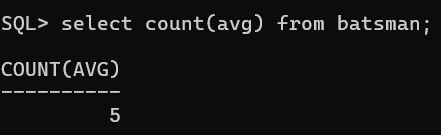 SQL> select count(avg) from batsman;
COUNT(AVG)
----------
5